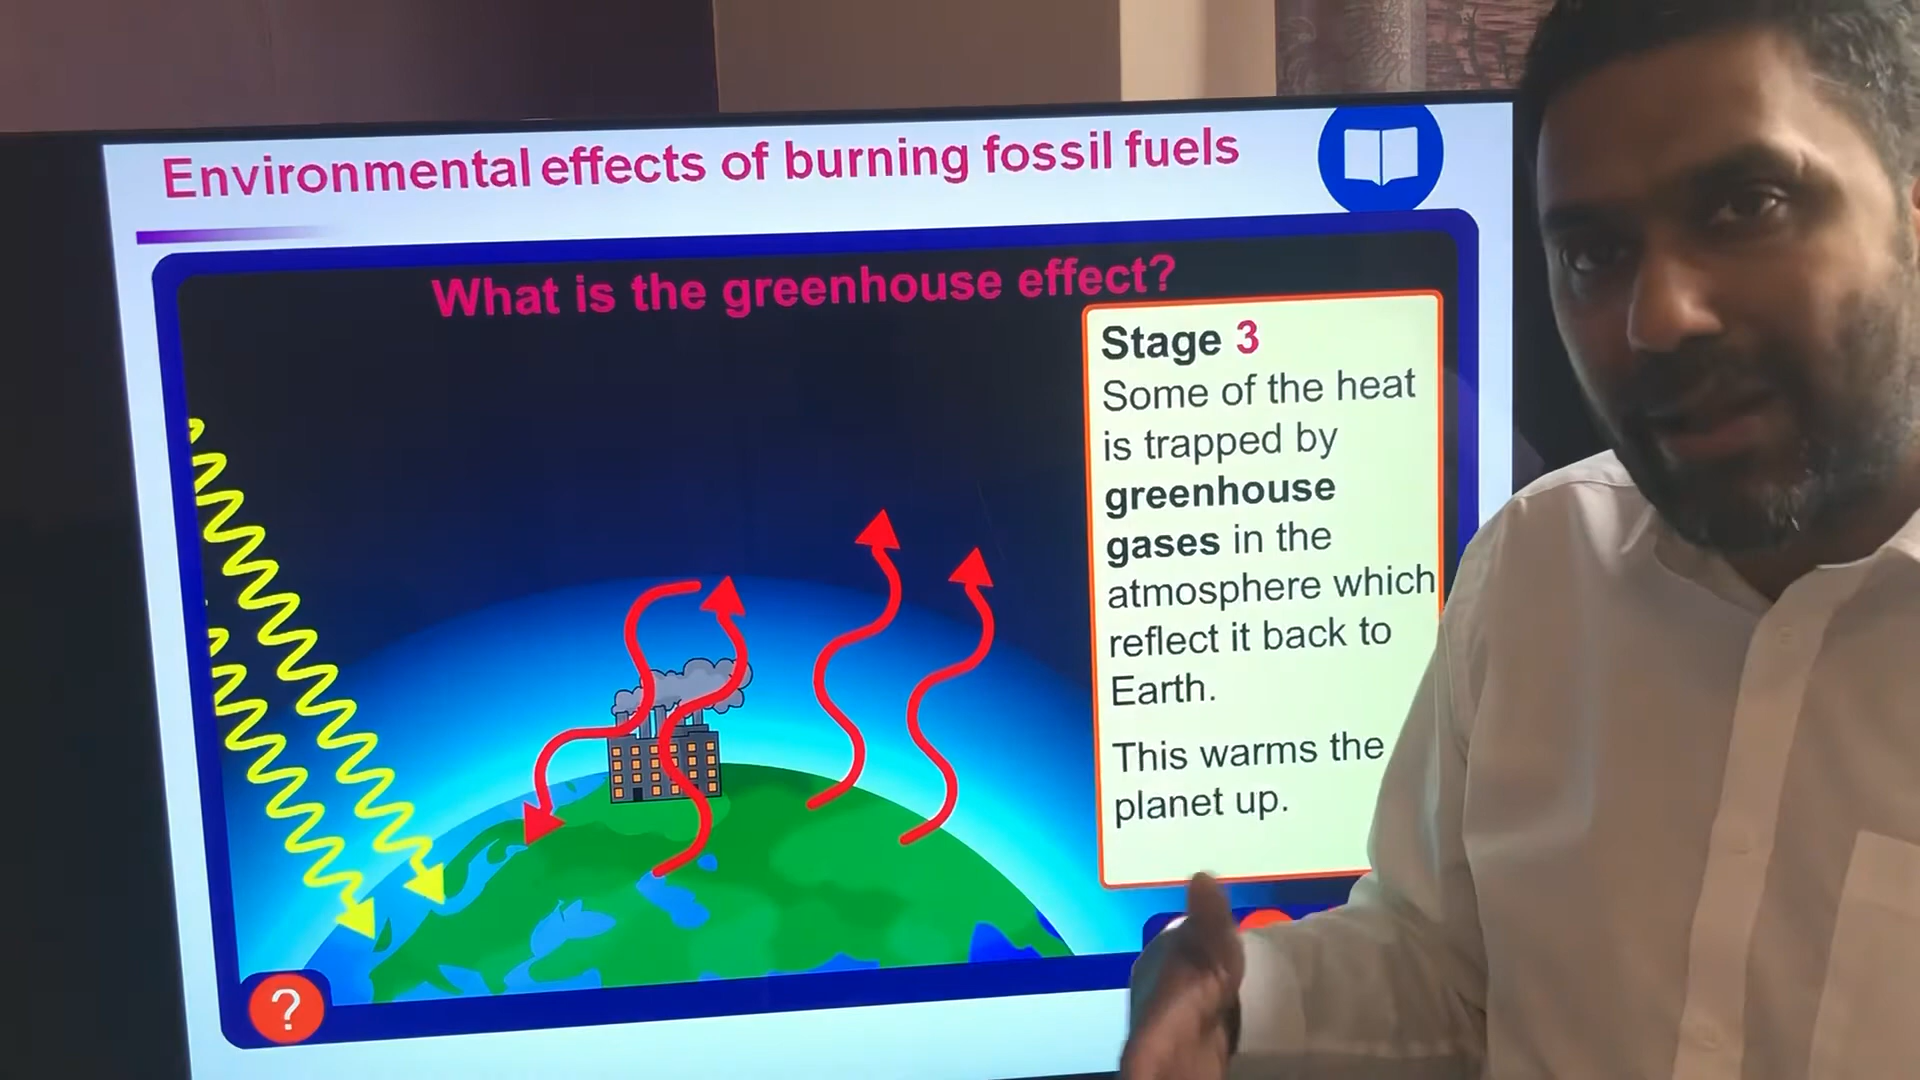 Environmental effects of burning fossil fuels
What is the greenhouse effect?
Stage 3
Some of the heat
is trapped by
greenhouse
gases in the
atmosphere which
reflect it back to
Earth.
This warms the
planet up.
?